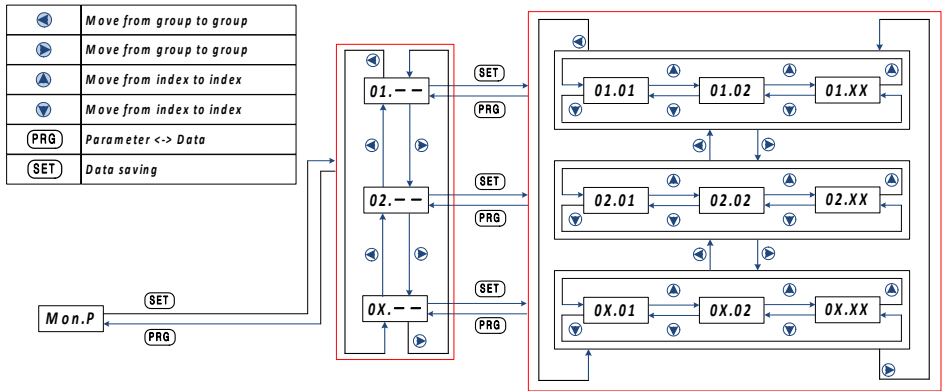 Move from group to group
Move from group to group
Move from index to index
Move from index to index
PRG Parameter <-> Data
SET Data saving
01.-- SET PRG 01.01 01.02 01.XX
02.-- SET PRG 02.01 02.02 02.XX
0X.-- SET PRG 0X.01 0X.02 0X.XX
Mon.P SET PRG